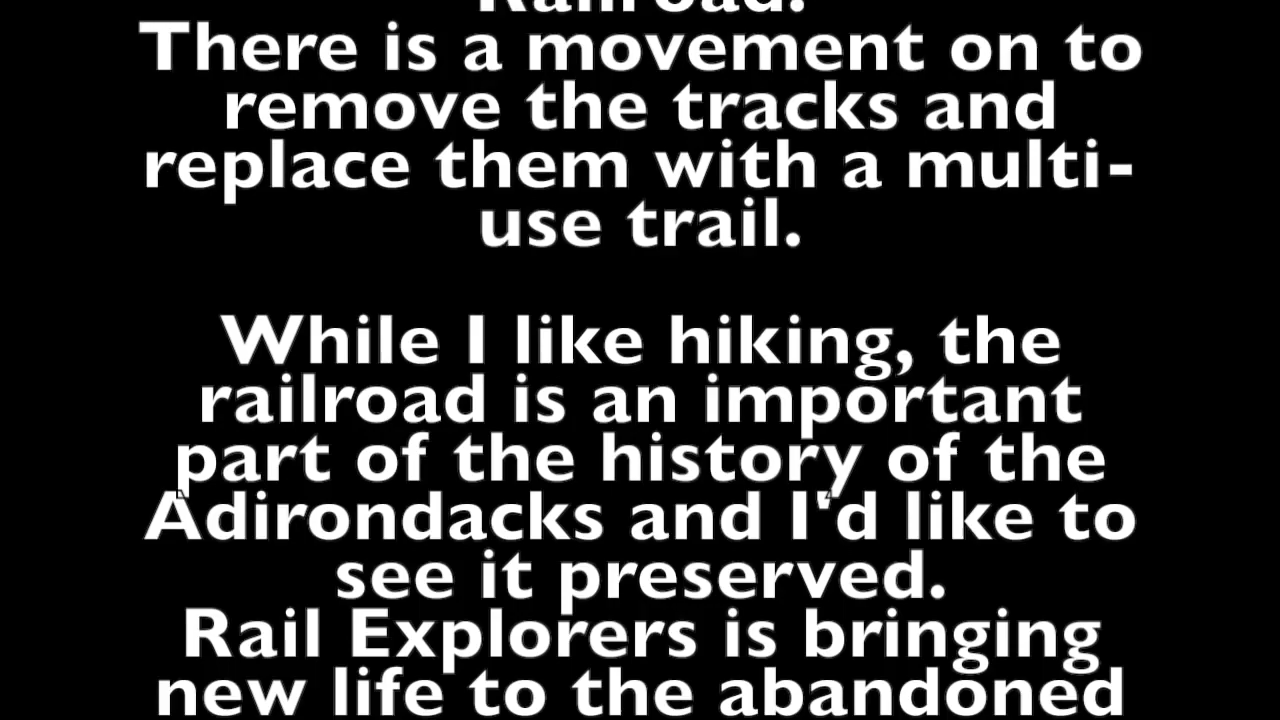 Railroad.
There is a movement on to
remove the tracks and
replace them with a multi-
use trail.
While I like hiking, the
railroad is an important
part of the history of the
Adirondacks and I'd like to
see it preserved.
Rail Explorers is bringing
new life to the abandoned